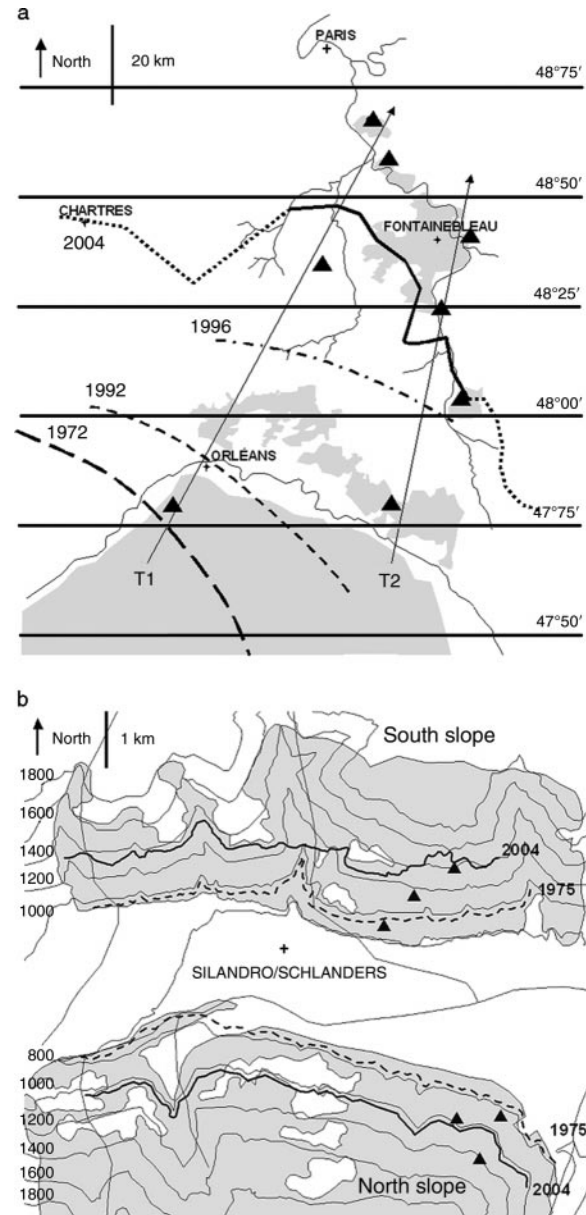 a
PARIS
North
20 km
48°75'
48°50'
CHARTRES
2004
FONTAINEBLEAU
48°25'
1996
1992
48°00'
1972
ORLÉANS
47°75'
T1
T2
47°50'
b
North
1 km
South slope
1800
1600
1400
2004
1200
1975
1000
SILANDRO/SCHLANDERS
800
1000
1200
1975
1400
1600
North slope
2004
1800